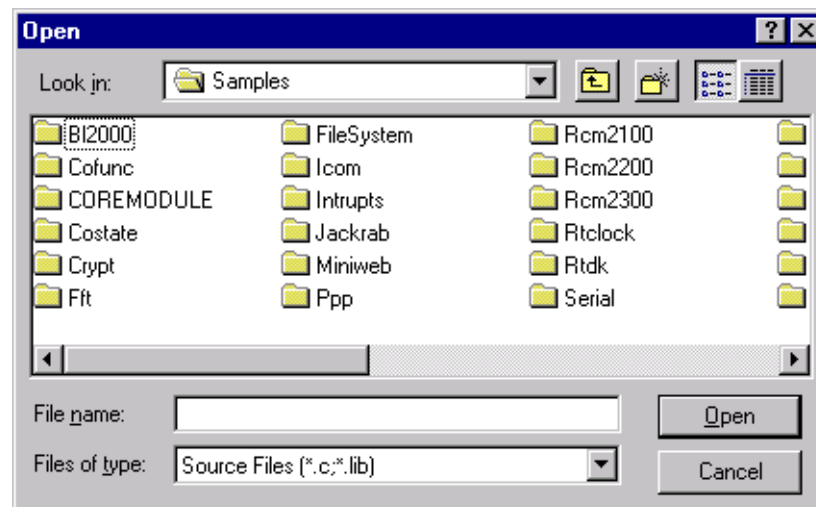 Open
Look in: Samples
Bl2000 FileSystem Rcm2100
Cofunc Icom Rcm2200
COREMODULE Intrupts Rcm2300
Costate Jackrab Rtclock
Crypt Miniweb Rtdk
Fft Ppp Serial
File name: Open
Files of type: Source Files (*.c;*.lib) Cancel